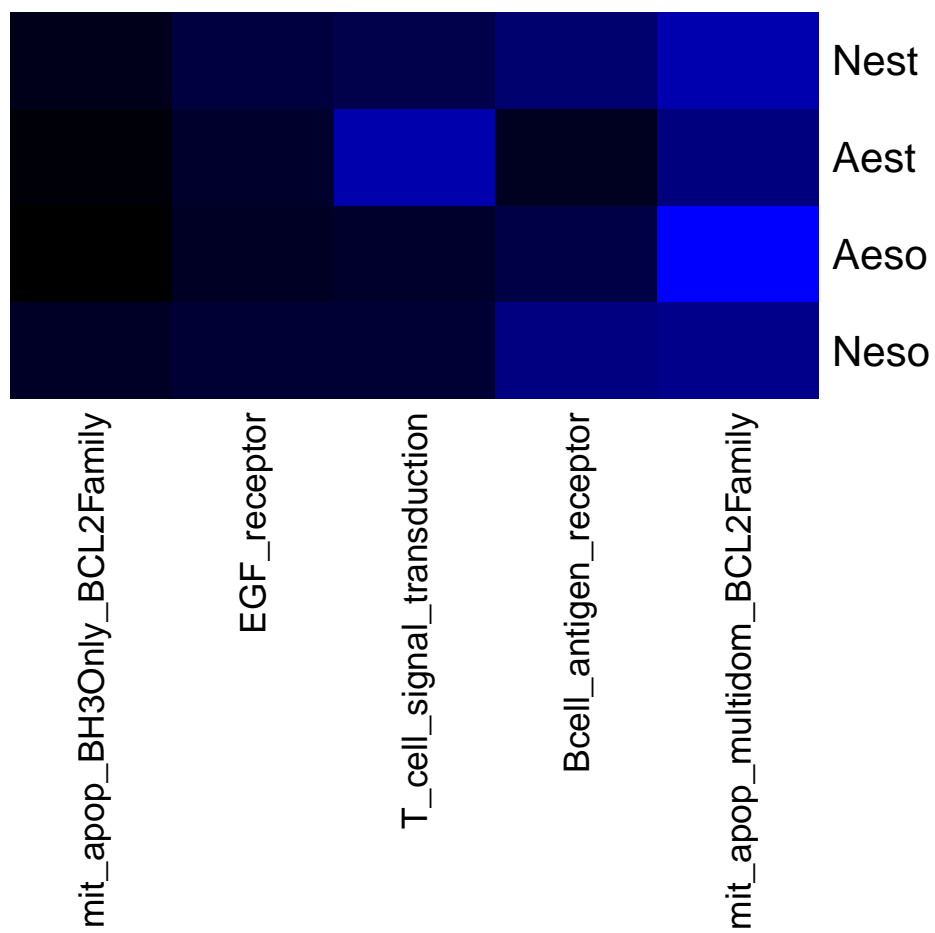 Nest
Aest
Aeso
Neso
mit_apop_BH3Only_BCL2Family
EGF_receptor
T_cell_signal_transduction
Bcell_antigen_receptor
mit_apop_multidom_BCL2Family